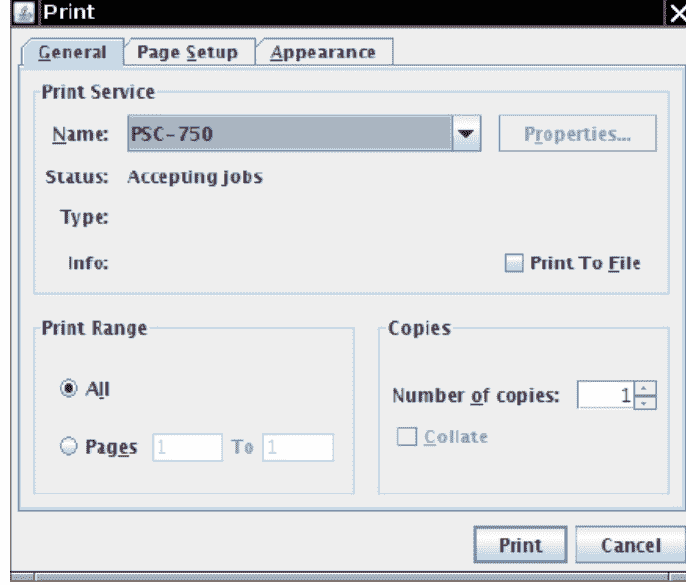 Print
General Page Setup Appearance
Print Service
Name: PSC-750 Properties...
Status: Accepting jobs
Type:
Info: Print To File
Print Range Copies
All
Number of copies: 1
Pages 1 To 1 Collate
Print Cancel